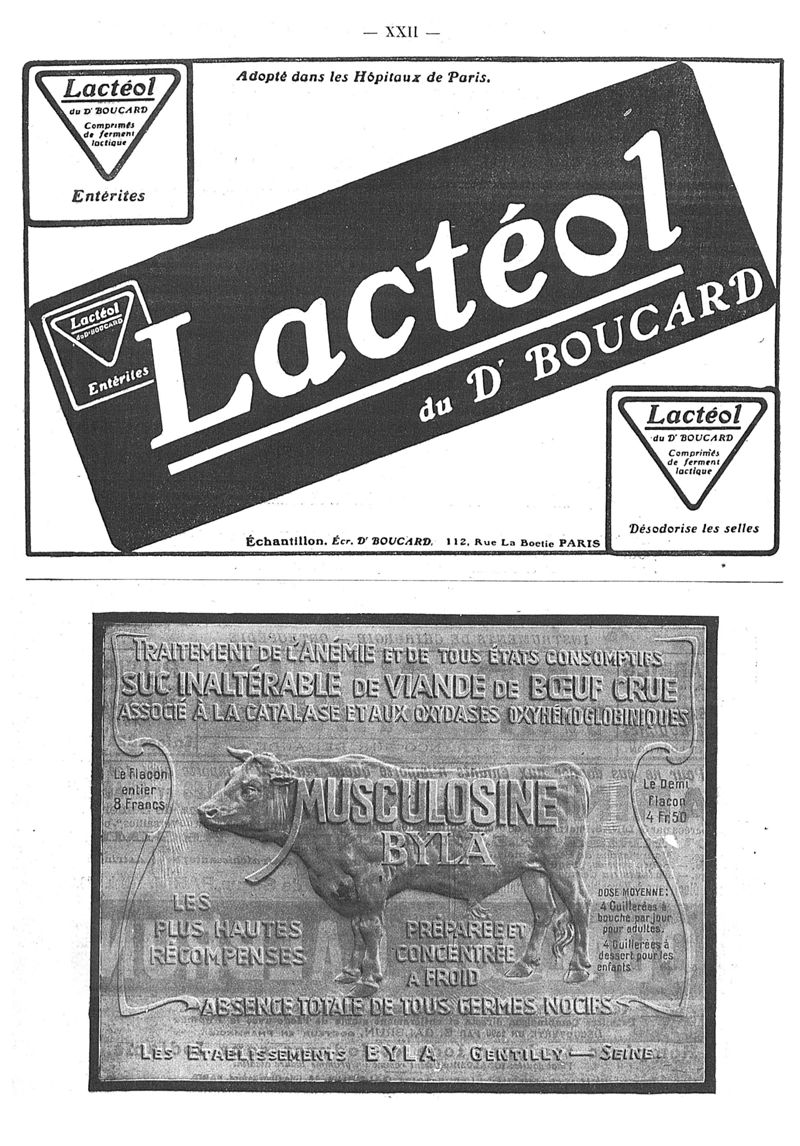 — XXII —
Adopté dans les Hôpitaux de Paris.
Lactéol
du Dr BOUCARD
Comprimés
de ferment
lactique
Entérites
Lactéol
du Dr BOUCARD
Entérites
Lactéol
du Dr BOUCARD
Lactéol
du Dr BOUCARD
Comprimés
de ferment
lactique
Désodorise les selles
Échantillon. Écr. Dr BOUCARD, 112, Rue La Boetie PARIS
TRAITEMENT DE L'ANÉMIE ET DE TOUS ÉTATS CONSOMPTIFS
SUC INALTÉRABLE DE VIANDE DE BŒUF CRUE
ASSOCIÉ À LA CATALASE ET AUX OXYDASES OXYHÉMOGLOBINIQUES
Le Flacon
entier
8 Francs
MUSCULOSINE
BYLA
Le Demi
Flacon
4 Fr. 50
LES
PLUS HAUTES
RÉCOMPENSES
PRÉPARÉE ET
CONCENTRÉE
A FROID
DOSE MOYENNE:
4 Cuillerées à
bouche par jour
pour adultes.
4 Cuillerées à
dessert pour les
enfants
ABSENCE TOTALE DE TOUS GERMES NOCIFS
LES ETABLISSEMENTS BYLA GENTILLY — SEINE.